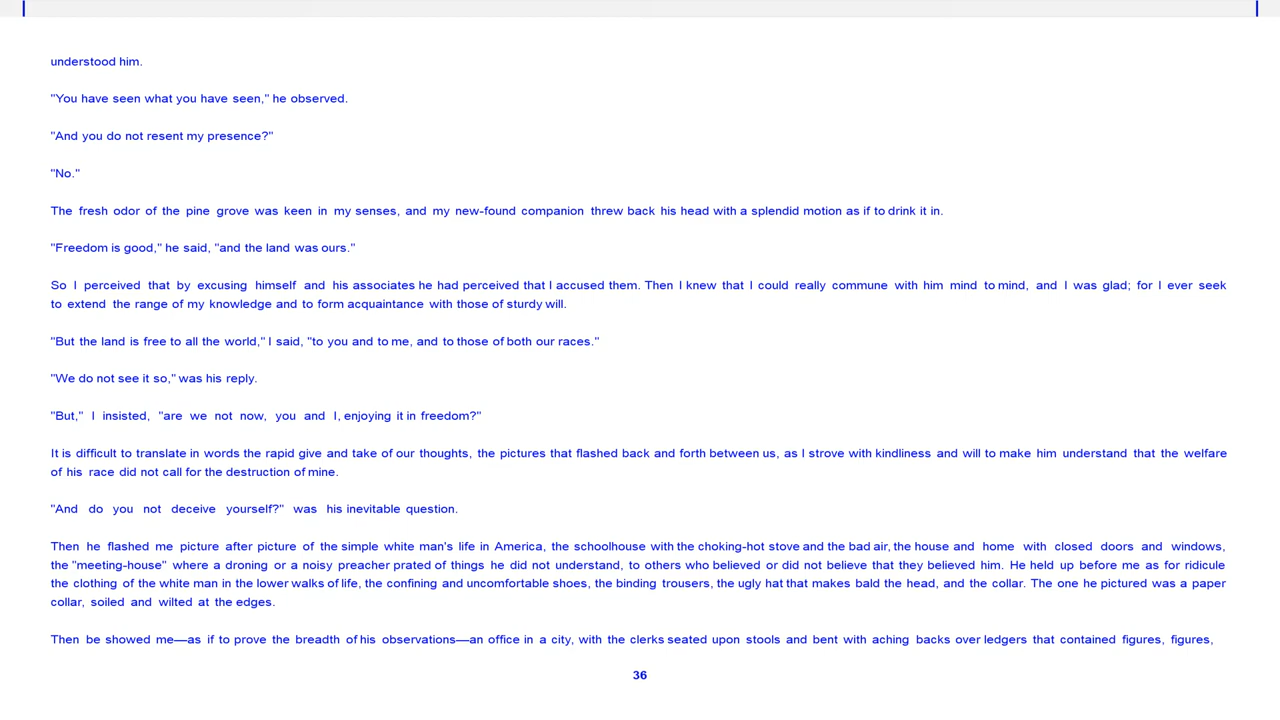 understood him.
"You have seen what you have seen," he observed.
"And you do not resent my presence?"
"No."
The fresh odor of the pine grove was keen in my senses, and my new-found companion threw back his head with a splendid motion as if to drink it in.
"Freedom is good," he said, "and the land was ours."
So I perceived that by excusing himself and his associates he had perceived that I accused them. Then I knew that I could really commune with him mind to mind, and I was glad; for I ever seek
to extend the range of my knowledge and to form acquaintance with those of sturdy will.
"But the land is free to all the world," I said, "to you and to me, and to those of both our races."
"We do not see it so," was his reply.
"But," I insisted, "are we not now, you and I, enjoying it in freedom?"
It is difficult to translate in words the rapid give and take of our thoughts, the pictures that flashed back and forth between us, as I strove with kindliness and will to make him understand that the welfare
of his race did not call for the destruction of mine.
"And do you not deceive yourself?" was his inevitable question.
Then he flashed me picture after picture of the simple white man's life in America, the schoolhouse with the choking-hot stove and the bad air, the house and home with closed doors and windows,
the "meeting-house" where a droning or a noisy preacher prated of things he did not understand, to others who believed or did not believe that they believed him. He held up before me as for ridicule
the clothing of the white man in the lower walks of life, the confining and uncomfortable shoes, the binding trousers, the ugly hat that makes bald the head, and the collar. The one he pictured was a paper
collar, soiled and wilted at the edges.
Then be showed me—as if to prove the breadth of his observations—an office in a city, with the clerks seated upon stools and bent with aching backs over ledgers that contained figures, figures,
36